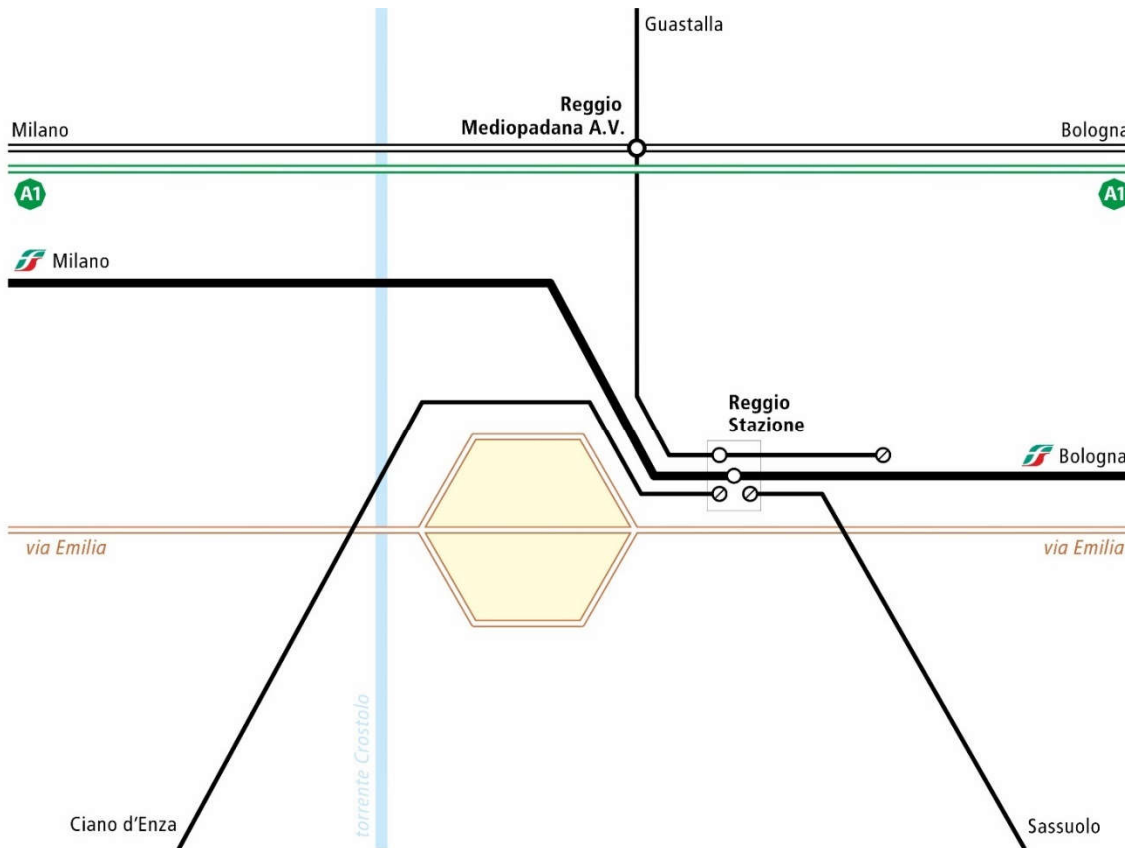 Guastalla
Reggio
Mediopadana A.V.
Milano
Bologna
A1
A1
Milano
Reggio
Stazione
Bologna
via Emilia
via Emilia
torrente Crostolo
Ciano d'Enza
Sassuolo